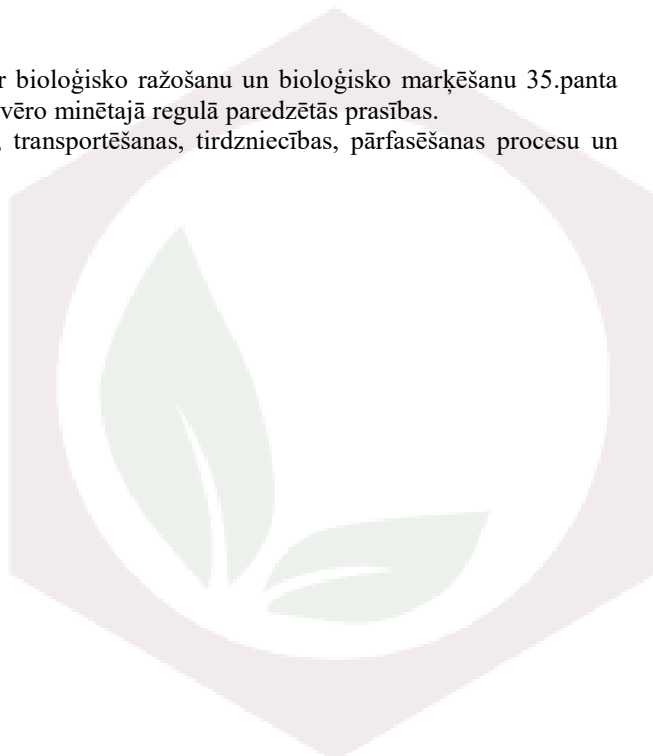 r bioloģisko ražošanu un bioloģisko marķēšanu 35.panta
vēro minētajā regulā paredzētās prasības.
, transportēšanas, tirdzniecības, pārfasēšanas procesu un